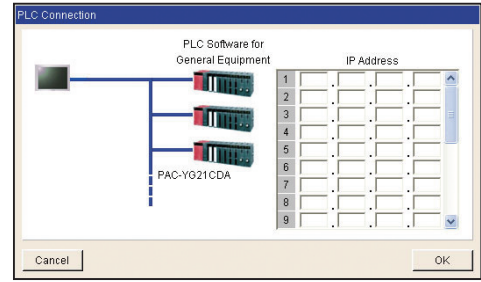 PLC Connection
PLC Software for
General Equipment
IP Address
1 . . .
2 . . .
3 . . .
4 . . .
5 . . .
6 . . .
7 . . .
8 . . .
9 . . .
PAC-YG21CDA
Cancel
OK